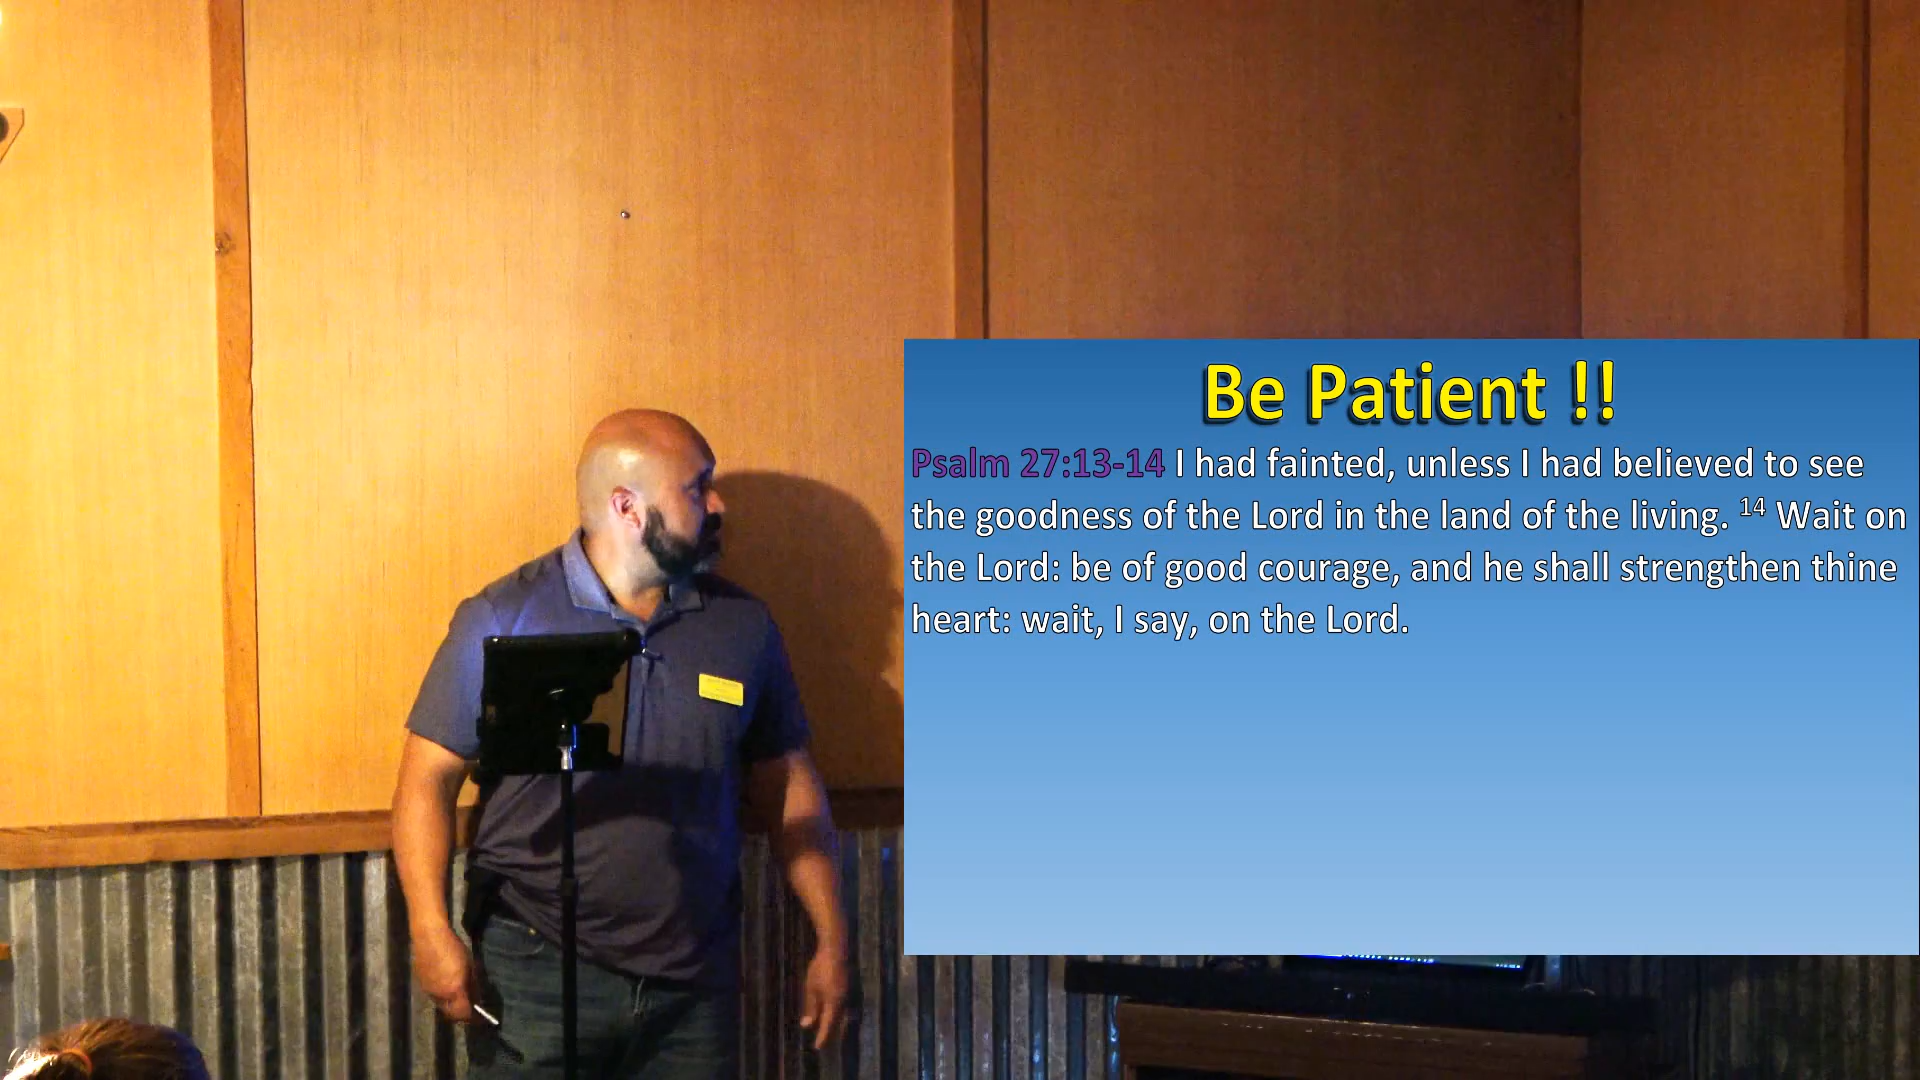 Be Patient !!
Psalm 27:13-14 I had fainted, unless I had believed to see
the goodness of the Lord in the land of the living. 14 Wait on
the Lord: be of good courage, and he shall strengthen thine
heart: wait, I say, on the Lord.